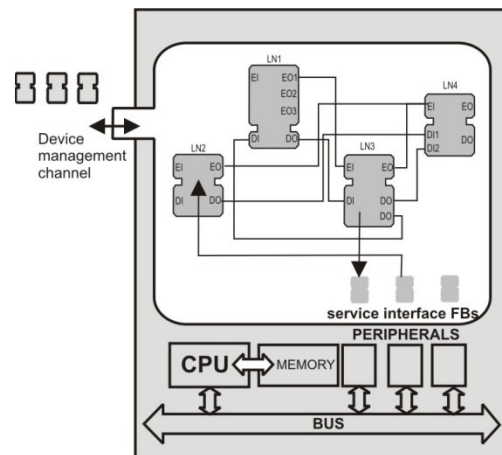 LN1
EI
EO1
EO2
EO3
DI
DO
LN4
EI
EO
DI1
DI2
DO
Device
management
channel
LN2
EI
EO
DI
DO
LN3
EI
EO
DI
DO
DO
service interface FBs
PERIPHERALS
CPU
MEMORY
BUS